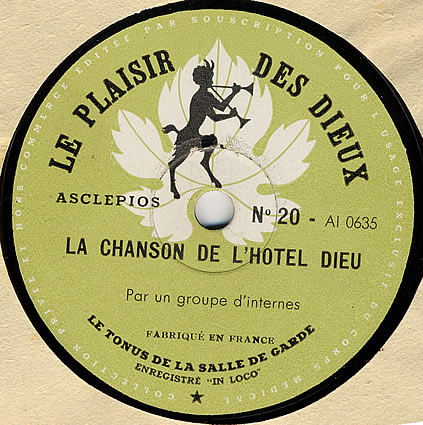 COLLECTION PRIVÉE ET HORS COMMERCE ÉDITÉE PAR SOUSCRIPTION POUR L'USAGE EXCLUSIF DU CORPS MEDICAL
LE PLAISIR DES DIEUX
ASCLEPIOS
Nº 20 - AI 0635
LA CHANSON DE L'HOTEL DIEU
Par un groupe d'internes
FABRIQUÉ EN FRANCE
LE TONUS DE LA SALLE DE GARDE
ENREGISTRÉ "IN LOCO"